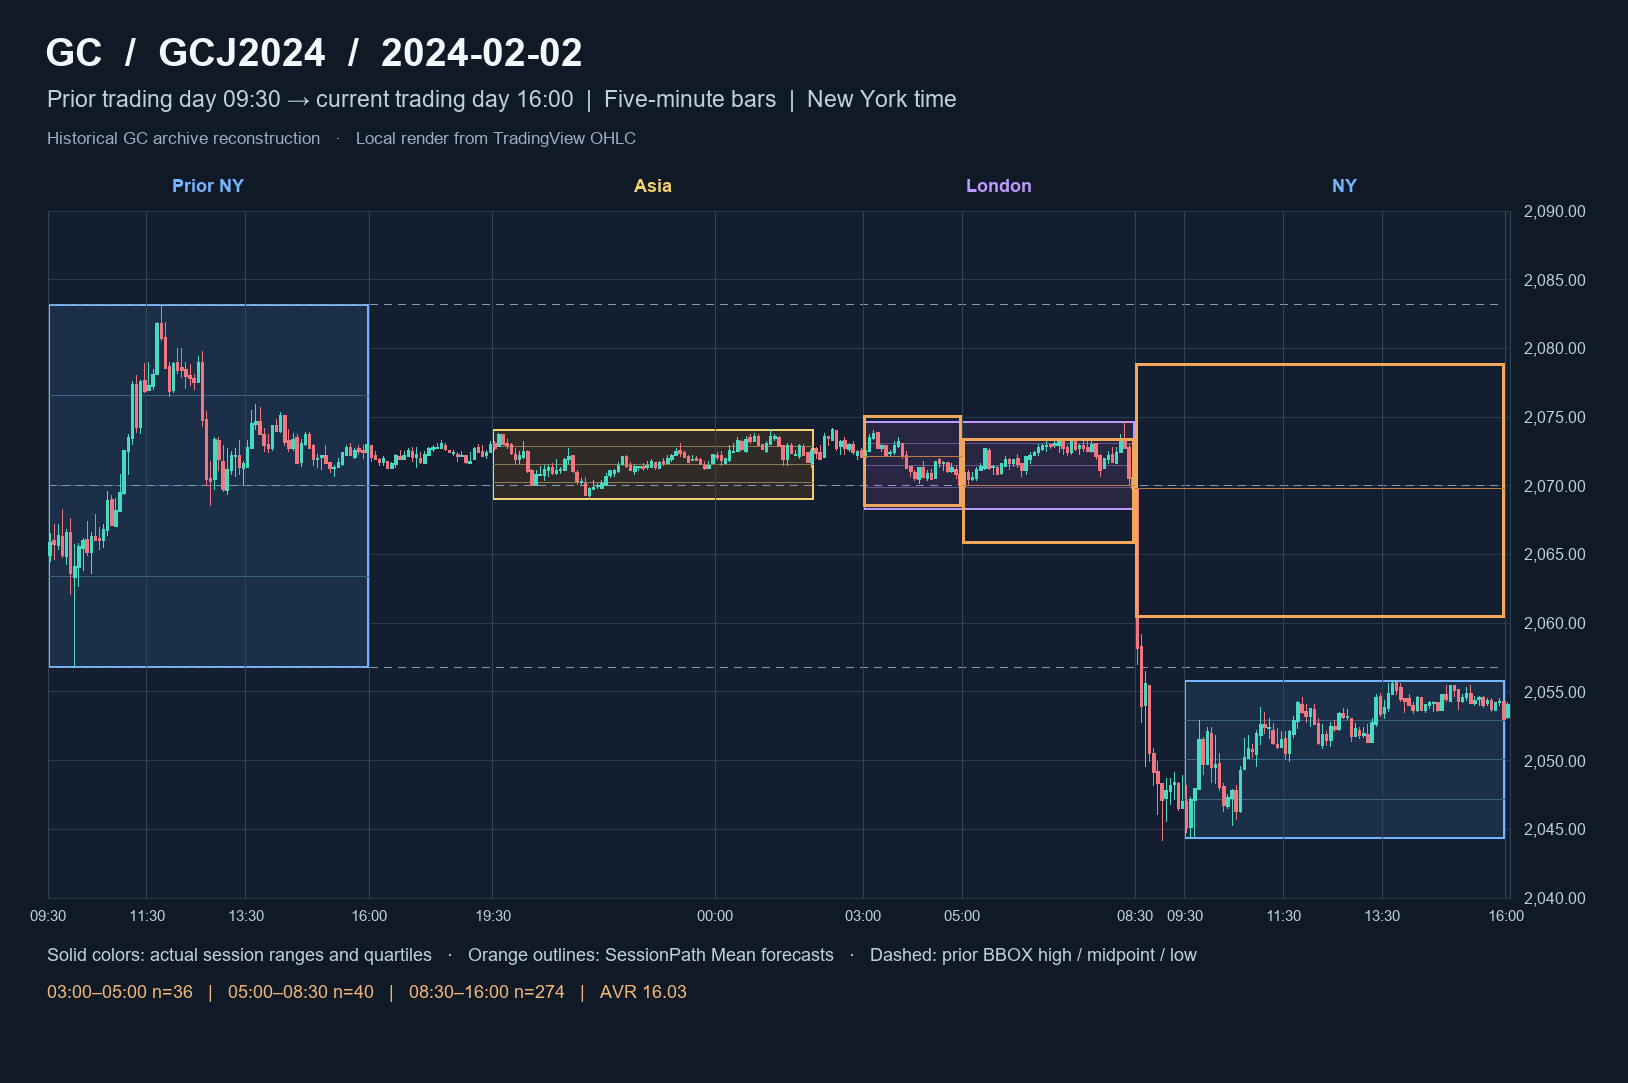 GC / GCJ2024 / 2024-02-02
Prior trading day 09:30 → current trading day 16:00 | Five-minute bars | New York time
Historical GC archive reconstruction · Local render from TradingView OHLC
Prior NY Asia London NY
2,090.00
2,085.00
2,080.00
2,075.00
2,070.00
2,065.00
2,060.00
2,055.00
2,050.00
2,045.00
2,040.00
09:30 11:30 13:30 16:00 19:30 00:00 03:00 05:00 08:30 09:30 11:30 13:30 16:00
Solid colors: actual session ranges and quartiles · Orange outlines: SessionPath Mean forecasts · Dashed: prior BBOX high / midpoint / low
03:00–05:00 n=36 | 05:00–08:30 n=40 | 08:30–16:00 n=274 | AVR 16.03